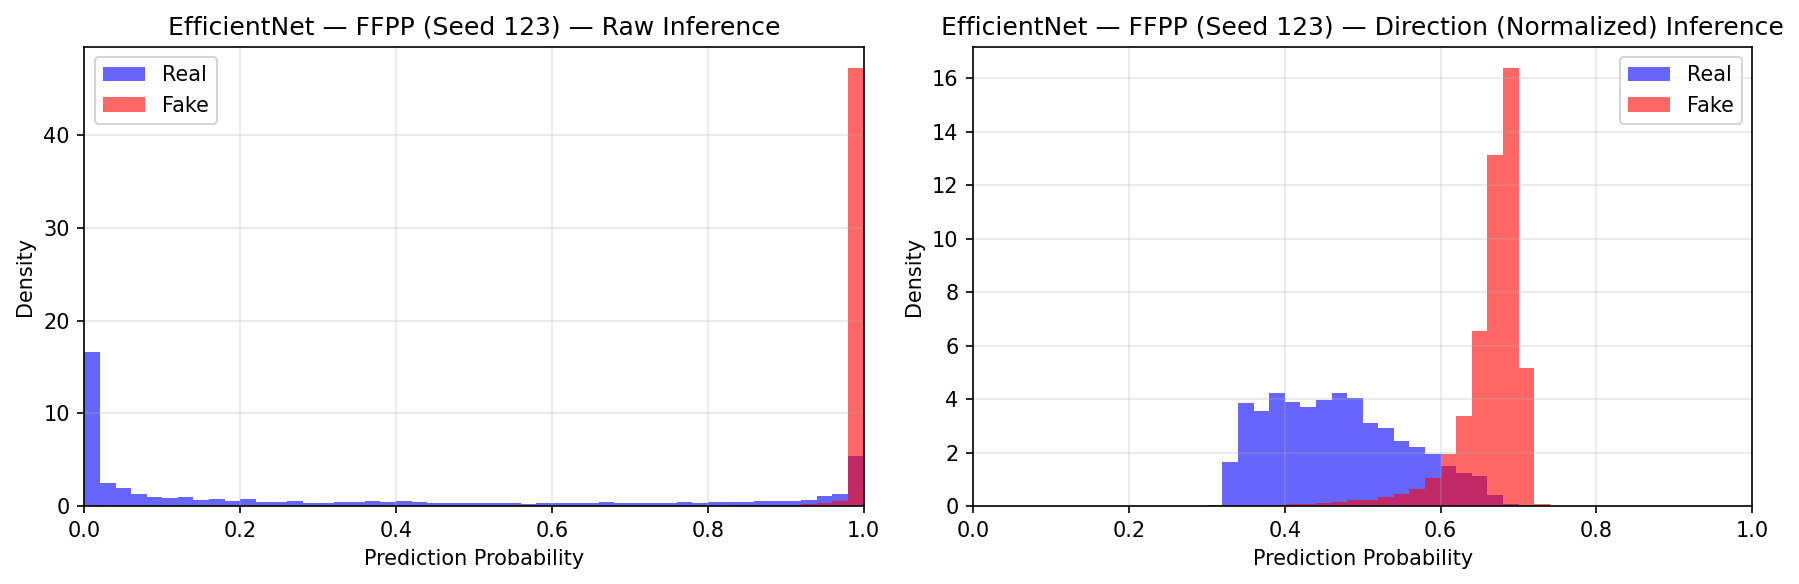 EfficientNet — FFPP (Seed 123) — Raw Inference
Real
Fake
Density
40
30
20
10
0
0.0 0.2 0.4 0.6 0.8 1.0
Prediction Probability
EfficientNet — FFPP (Seed 123) — Direction (Normalized) Inference
Real
Fake
Density
16
14
12
10
8
6
4
2
0
0.0 0.2 0.4 0.6 0.8 1.0
Prediction Probability